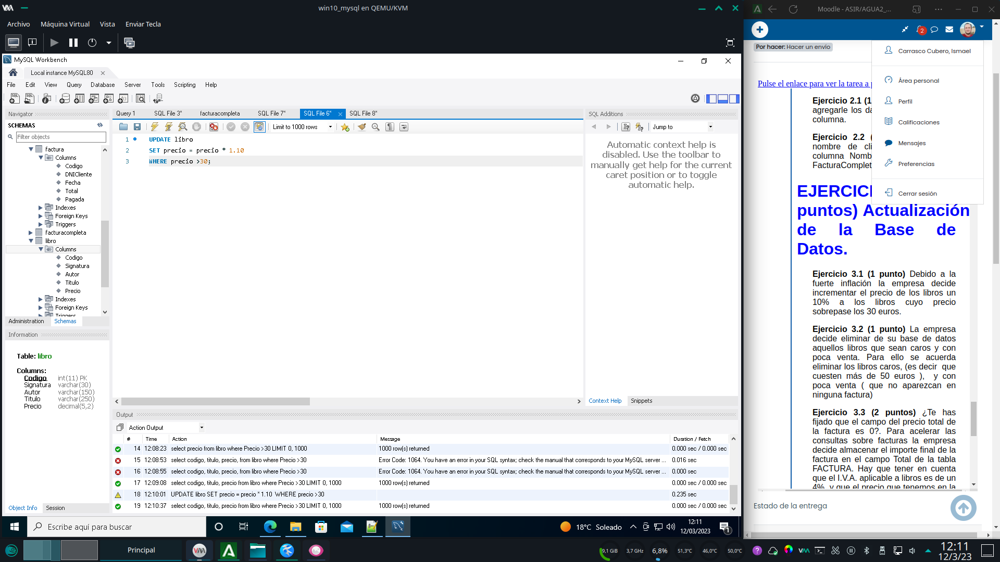 win10_mysql en QEMU/KVM
Archivo Máquina Virtual Vista Enviar Tecla
MySQL Workbench
Local instance MySQL80
File Edit View Query Database Server Tools Scripting Help
Navigator
SCHEMAS
Filter objects
factura
Columns
Codigo
DNICliente
Fecha
Total
Pagada
Indexes
Foreign Keys
Triggers
facturacompleta
libro
Columns
Codigo
Signatura
Autor
Titulo
Precio
Indexes
Foreign Keys
Triggers
Administration Schemas
Information
Table: libro
Columns:
Codigo int(11) PK
Signatura varchar(30)
Autor varchar(150)
Titulo varchar(250)
Precio decimal(5,2)
Object Info Session
Query 1 SQL File 3* facturacompleta SQL File 7* SQL File 6* SQL File 8*
Limit to 1000 rows
1 UPDATE libro
2 SET precio = precio * 1.10
3 WHERE precio >30;
SQL Additions
Jump to
Automatic context help is
disabled. Use the toolbar to
manually get help for the current
caret position or to toggle
automatic help.
Context Help Snippets
Output
Action Output
# Time Action Message Duration / Fetch
14 12:08:23 select precio from libro where Precio >30 LIMIT 0, 1000 1000 row(s) returned 0.000 sec / 0.000 sec
15 12:08:53 select codigo, titulo, precio, from libro where Precio >30 Error Code: 1064. You have an error in your SQL syntax; check the manual that corresponds to your MySQL server ... 0.016 sec
16 12:08:55 select codigo, titulo, precio, from libro where Precio >30 Error Code: 1064. You have an error in your SQL syntax; check the manual that corresponds to your MySQL server ... 0.000 sec
17 12:09:08 select codigo, titulo, precio from libro where Precio >30 LIMIT 0, 1000 1000 row(s) returned 0.000 sec / 0.000 sec
18 12:10:01 UPDATE libro SET precio = precio * 1.10 WHERE precio >30 0.235 sec
19 12:10:37 select codigo, titulo, precio from libro where Precio >30 LIMIT 0, 1000 1000 row(s) returned 0.000 sec / 0.000 sec
Escribe aquí para buscar
18°C Soleado
12:11
12/03/2023
1
Moodle - ASIR/AGUA2_...
2
Por hacer: Hacer un envío
Carrasco Cubero, Ismael
Área personal
Perfil
Calificaciones
Mensajes
Preferencias
Cerrar sesión
Pulse el enlace para ver la tarea a
Ejercicio 2.1 (1
agregarle los da
columna.
Ejercicio 2.2 (
nombre de cli
columna Nomb
FacturaComplet
EJERCICI
puntos) Actualización
de la Base de
Datos.
Ejercicio 3.1 (1 punto) Debido a la
fuerte inflación la empresa decide
incrementar el precio de los libros un
10% a los libros cuyo precio
sobrepase los 30 euros.
Ejercicio 3.2 (1 punto) La empresa
decide eliminar de su base de datos
aquellos libros que sean caros y con
poca venta. Para ello se acuerda
eliminar los libros caros, (es decir que
cuesten más de 50 euros ), y con
poca venta ( que no aparezcan en
ninguna factura)
Ejercicio 3.3 (2 puntos) ¿Te has
fijado que el campo del precio total de
la factura es 0?. Para acelerar las
consultas sobre facturas la empresa
decide almacenar el importe final de la
factura en el campo Total de la tabla
FACTURA. Hay que tener en cuenta
que el I.V.A. aplicable a libros es de un
4%, y que el precio que tenemos en la
Estado de la entrega
Principal
9,1 GiB 3,7 GHz 6,8% 51,3°C 46,0°C 50,0°C
12:11
12/3/23